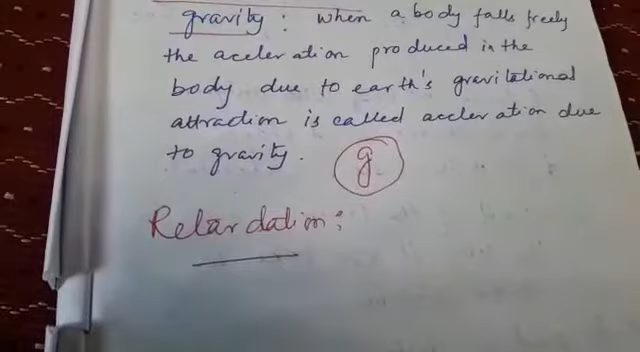 gravity : When a body falls freely
the acceleration produced in the
body due to earth's gravitational
attraction is called acceleration due
to gravity. g
Retardation: